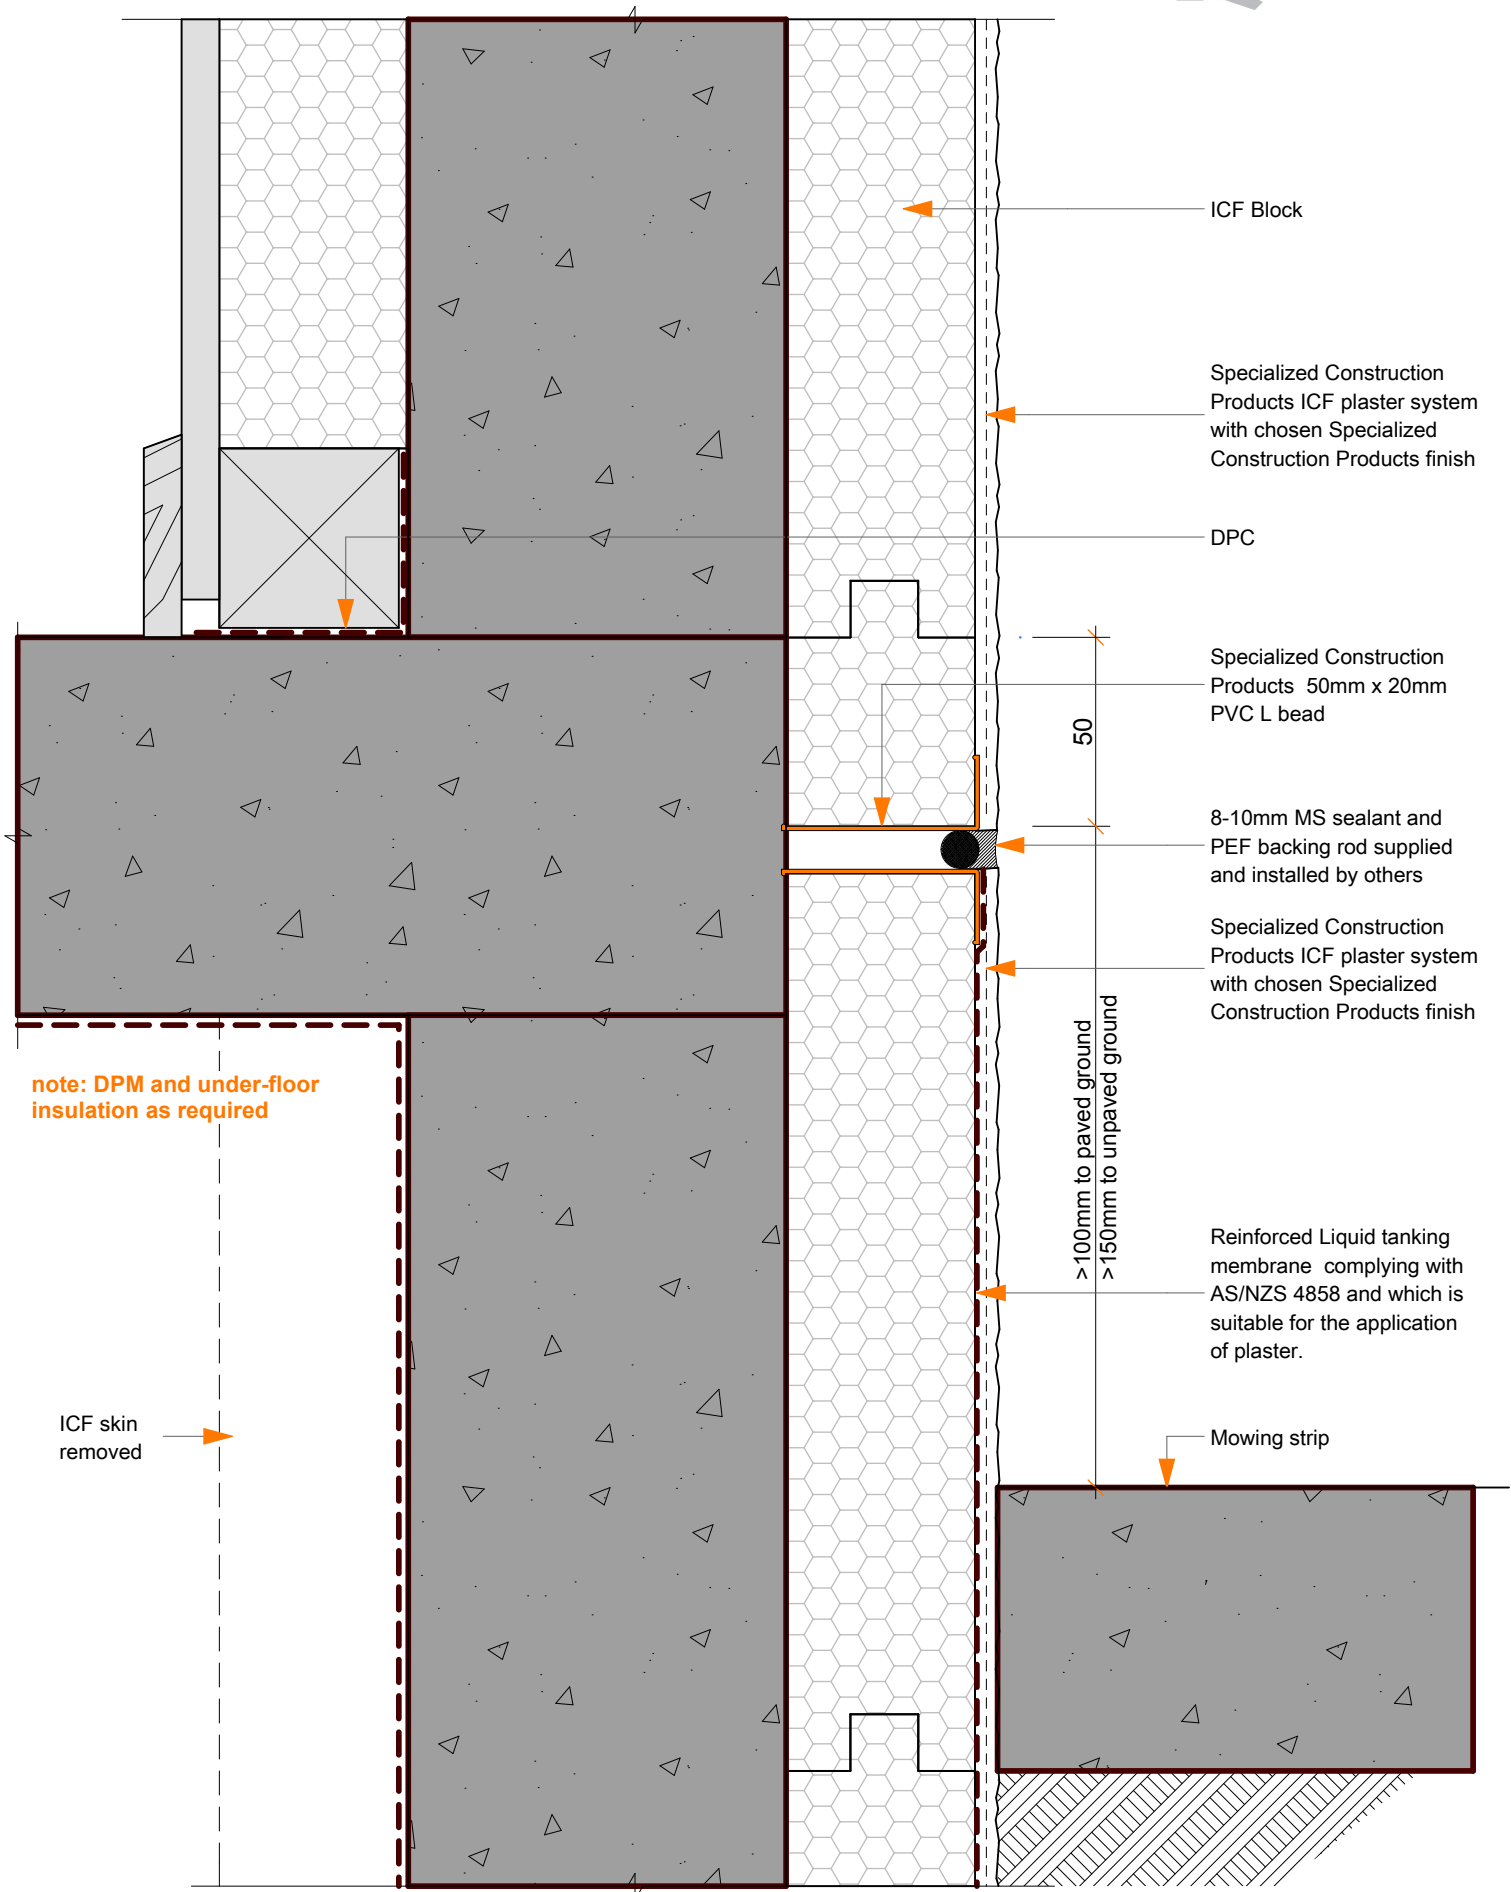 ICF Block
Specialized Construction
Products ICF plaster system
with chosen Specialized
Construction Products finish
DPC
Specialized Construction
Products 50mm x 20mm
PVC L bead
50
8-10mm MS sealant and
PEF backing rod supplied
and installed by others
Specialized Construction
Products ICF plaster system
with chosen Specialized
Construction Products finish
>100mm to paved ground
>150mm to unpaved ground
note: DPM and under-floor
insulation as required
Reinforced Liquid tanking
membrane complying with
AS/NZS 4858 and which is
suitable for the application
of plaster.
ICF skin
removed
Mowing strip